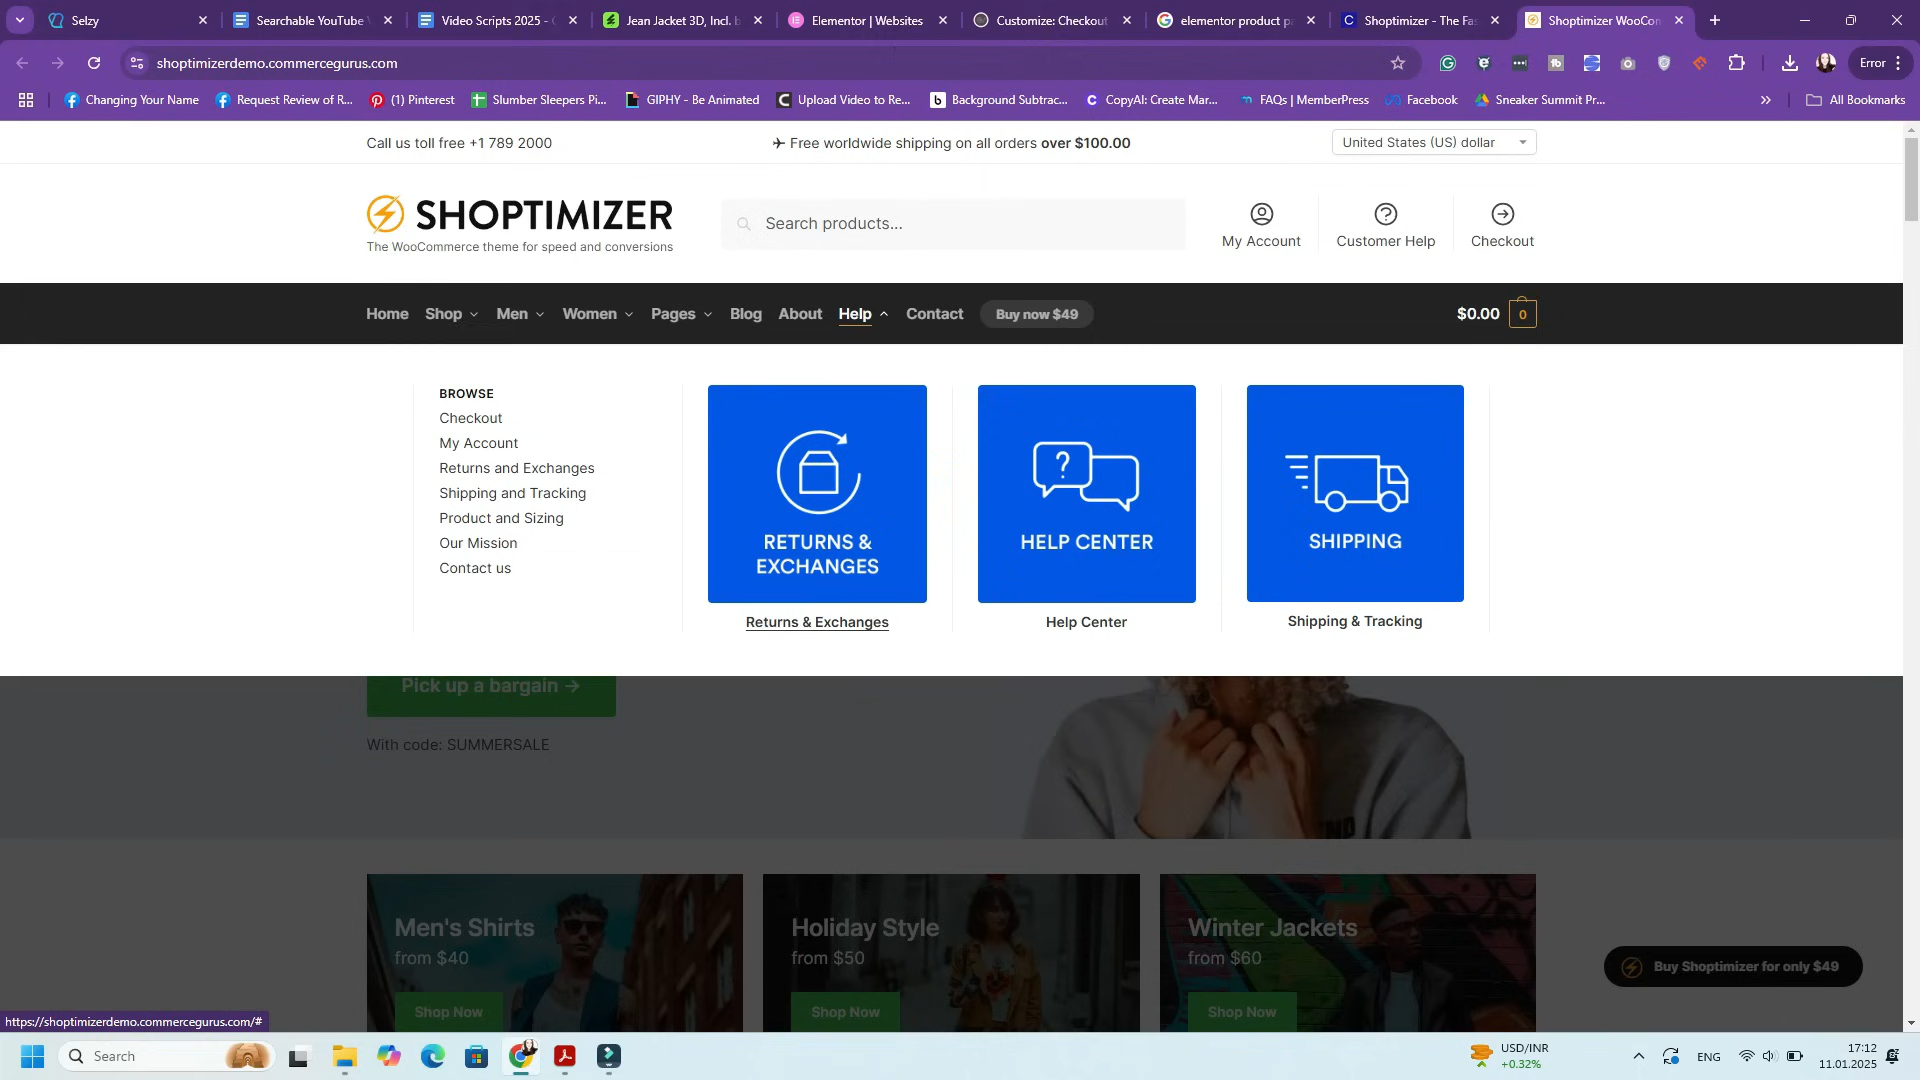 Selzy
Searchable YouTube V
Video Scripts 2025 - G
Jean Jacket 3D, Incl. b
Elementor | Websites
Customize: Checkout
elementor product pa
Shoptimizer - The Fas
Shoptimizer WooCom
shoptimizerdemo.commercegurus.com
Error
Changing Your Name
Request Review of R...
(1) Pinterest
Slumber Sleepers Pi...
GIPHY - Be Animated
Upload Video to Re...
Background Subtrac...
CopyAI: Create Mar...
FAQs | MemberPress
Facebook
Sneaker Summit Pr...
All Bookmarks
Call us toll free +1 789 2000
Free worldwide shipping on all orders over $100.00
United States (US) dollar
SHOPTIMIZER
The WooCommerce theme for speed and conversions
Search products...
My Account
Customer Help
Checkout
Home
Shop
Men
Women
Pages
Blog
About
Help
Contact
Buy now $49
$0.00
0
BROWSE
Checkout
My Account
Returns and Exchanges
Shipping and Tracking
Product and Sizing
Our Mission
Contact us
RETURNS &
EXCHANGES
Returns & Exchanges
HELP CENTER
Help Center
SHIPPING
Shipping & Tracking
Pick up a bargain →
With code: SUMMERSALE
Men's Shirts
from $40
Shop Now
Holiday Style
from $50
Shop Now
Winter Jackets
from $60
Shop Now
Buy Shoptimizer for only $49
https://shoptimizerdemo.commercegurus.com/#
Search
USD/INR
+0.32%
ENG
17:12
11.01.2025